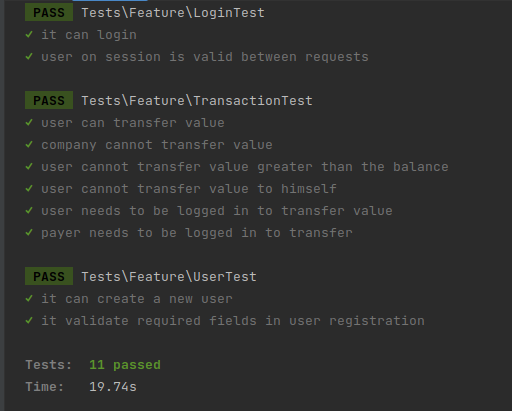 PASS Tests\Feature\LoginTest
✓ it can login
✓ user on session is valid between requests
PASS Tests\Feature\TransactionTest
✓ user can transfer value
✓ company cannot transfer value
✓ user cannot transfer value greater than the balance
✓ user cannot transfer value to himself
✓ user needs to be logged in to transfer value
✓ payer needs to be logged in to transfer
PASS Tests\Feature\UserTest
✓ it can create a new user
✓ it validate required fields in user registration
Tests: 11 passed
Time: 19.74s